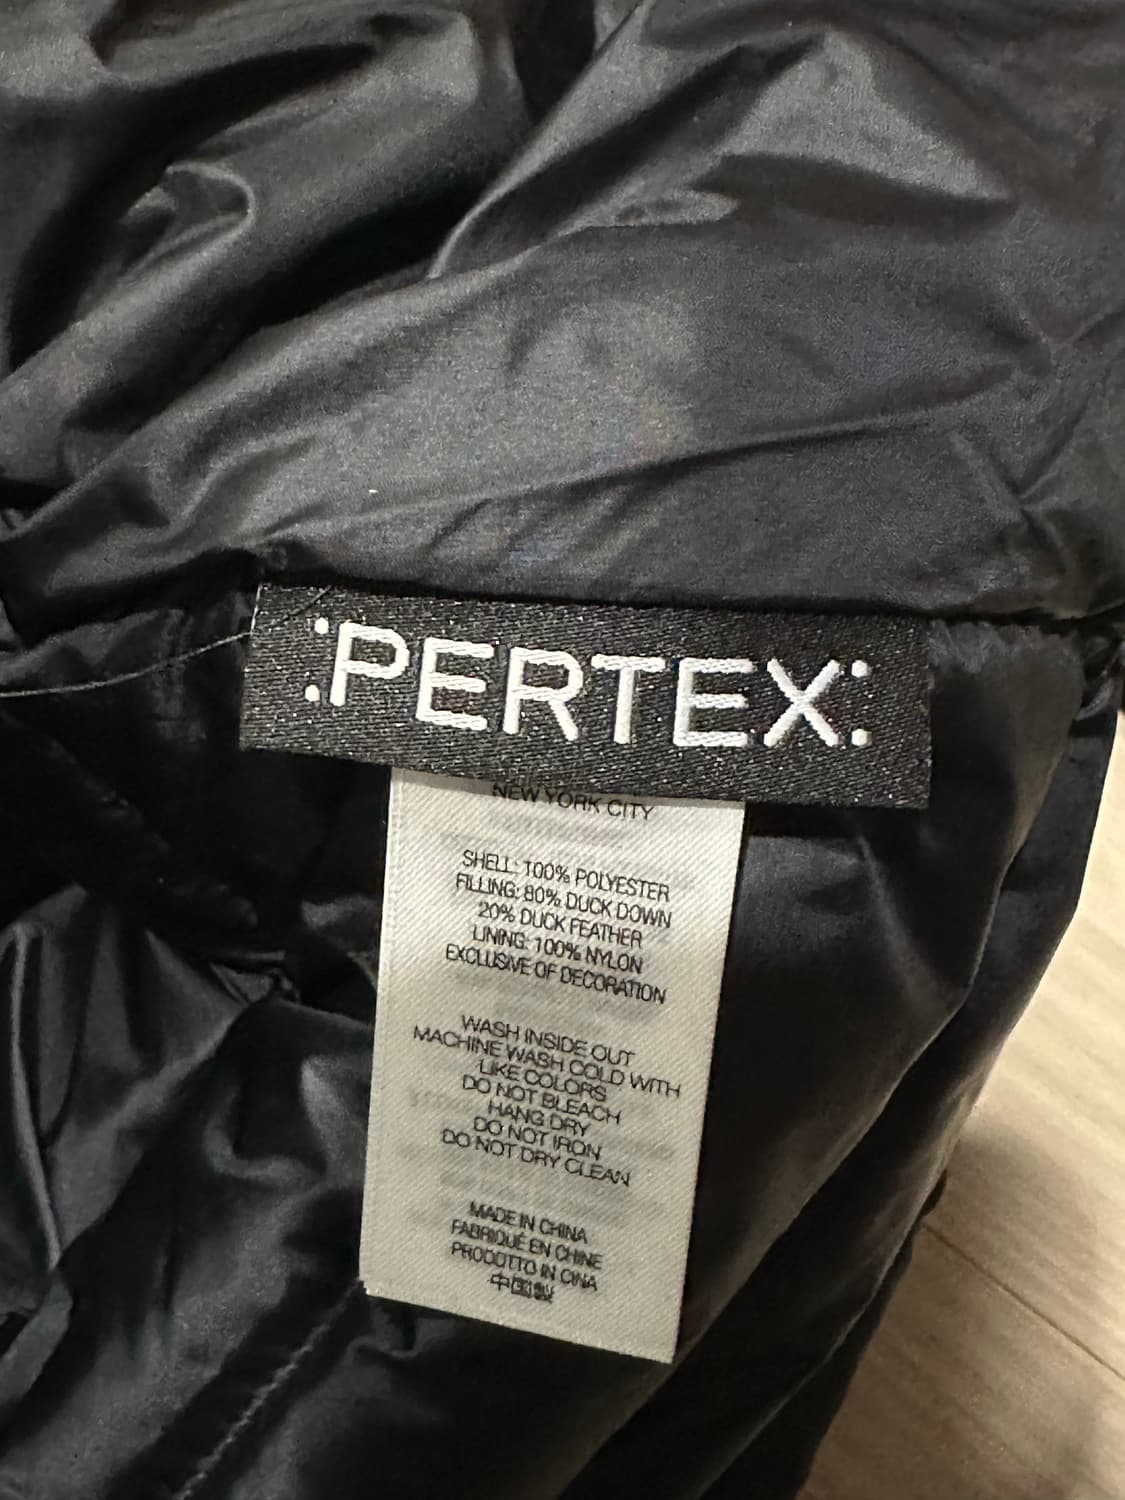 :PERTEX:
NEW YORK CITY
SHELL: 100% POLYESTER
FILLING: 80% DUCK DOWN
20% DUCK FEATHER
LINING: 100% NYLON
EXCLUSIVE OF DECORATION
WASH INSIDE OUT
MACHINE WASH COLD WITH
LIKE COLORS
DO NOT BLEACH
HANG DRY
DO NOT IRON
DO NOT DRY CLEAN
MADE IN CHINA
FABRIQUÉ EN CHINE
PRODOTTO IN CINA
中国製